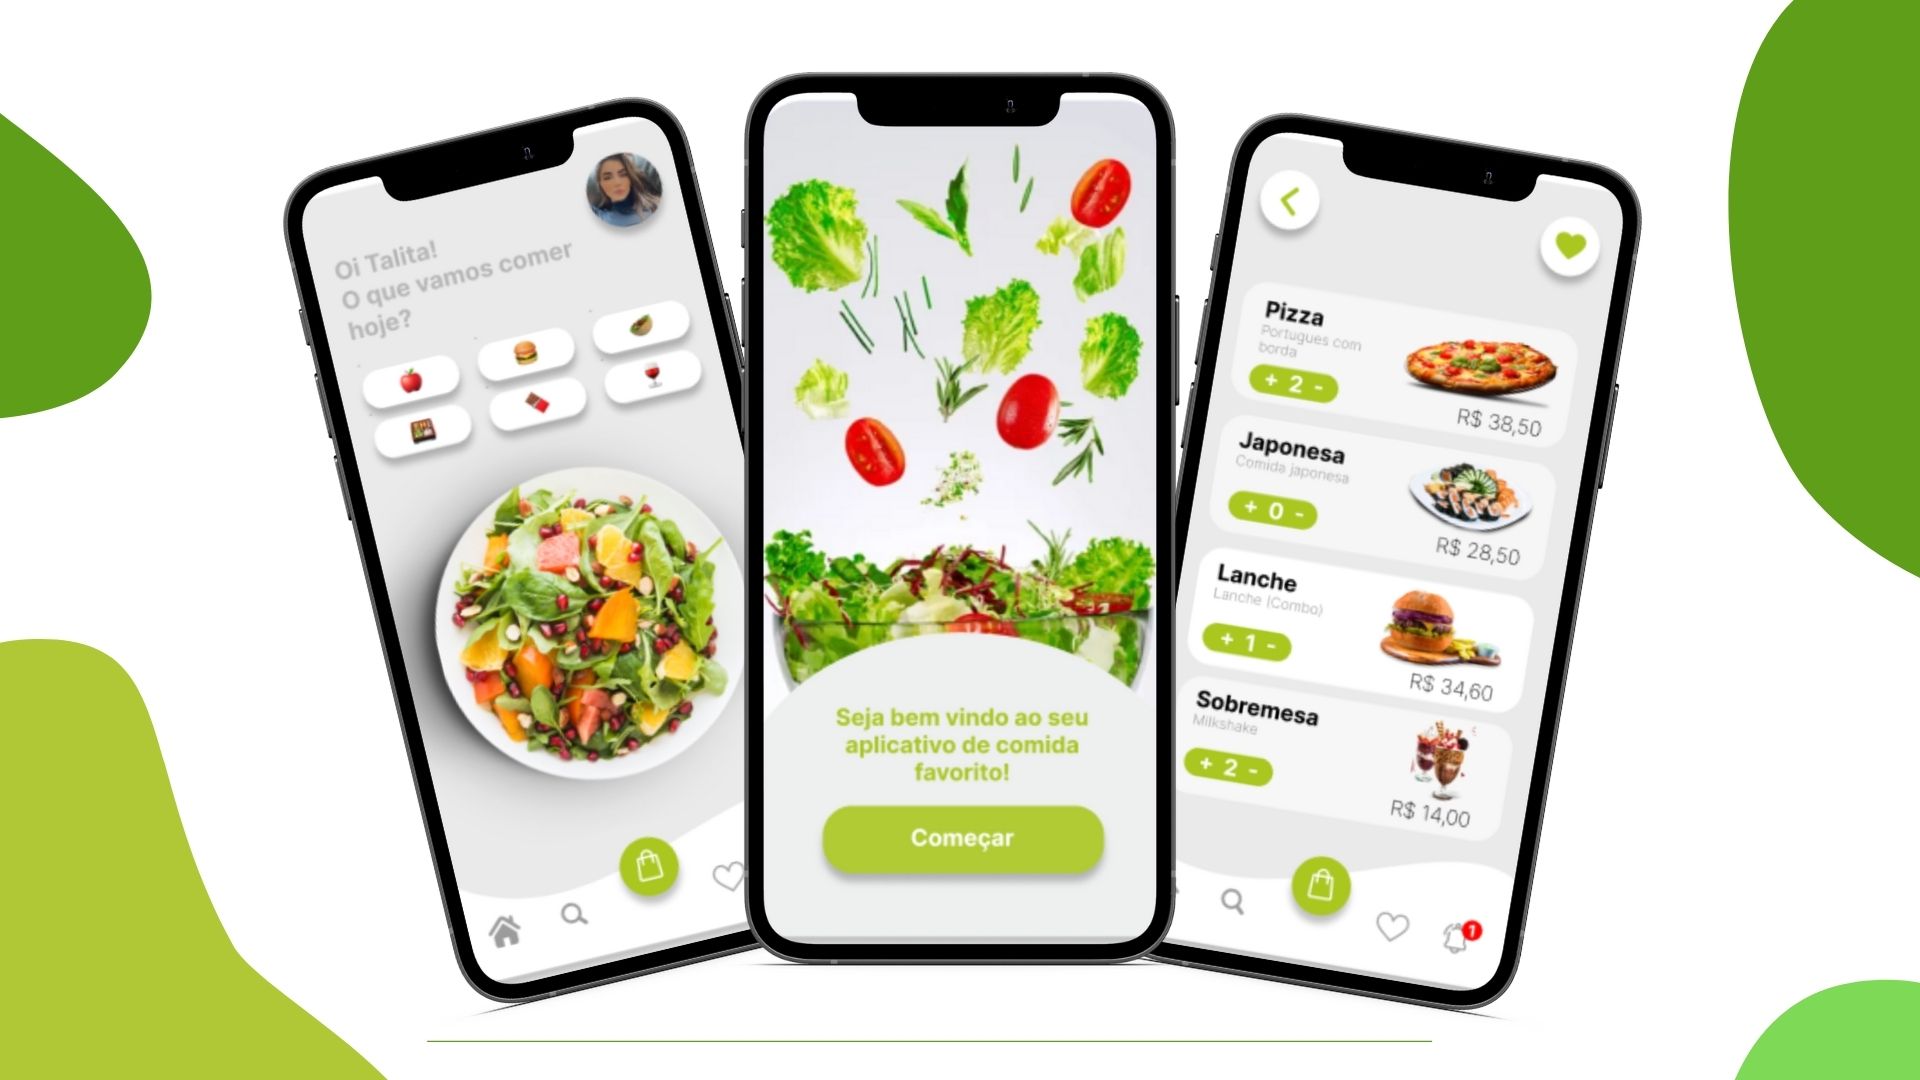 Oi Talita!
O que vamos comer
hoje?
Seja bem vindo ao seu
aplicativo de comida
favorito!
Começar
Pizza
Portugues com
borda
+ 2 -
R$ 38,50
Japonesa
Comida japonesa
+ 0 -
R$ 28,50
Lanche
Lanche (Combo)
+ 1 -
R$ 34,60
Sobremesa
Milkshake
+ 2 -
R$ 14,00
1